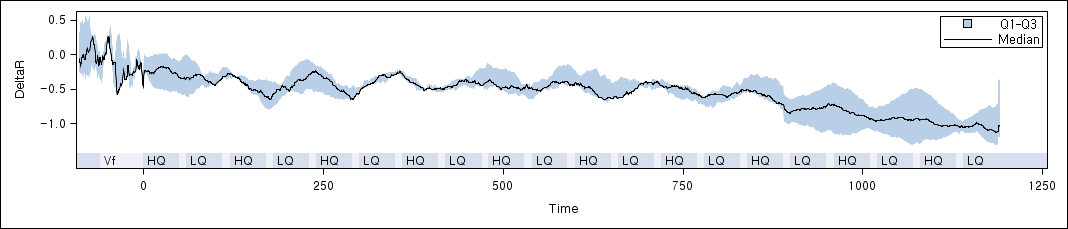 0.5
0.0
−0.5
−1.0
DeltaR
Q1−Q3
Median
Vf HQ LQ HQ LQ HQ LQ HQ LQ HQ LQ HQ LQ HQ LQ HQ LQ HQ LQ HQ LQ
0 250 500 750 1000 1250
Time